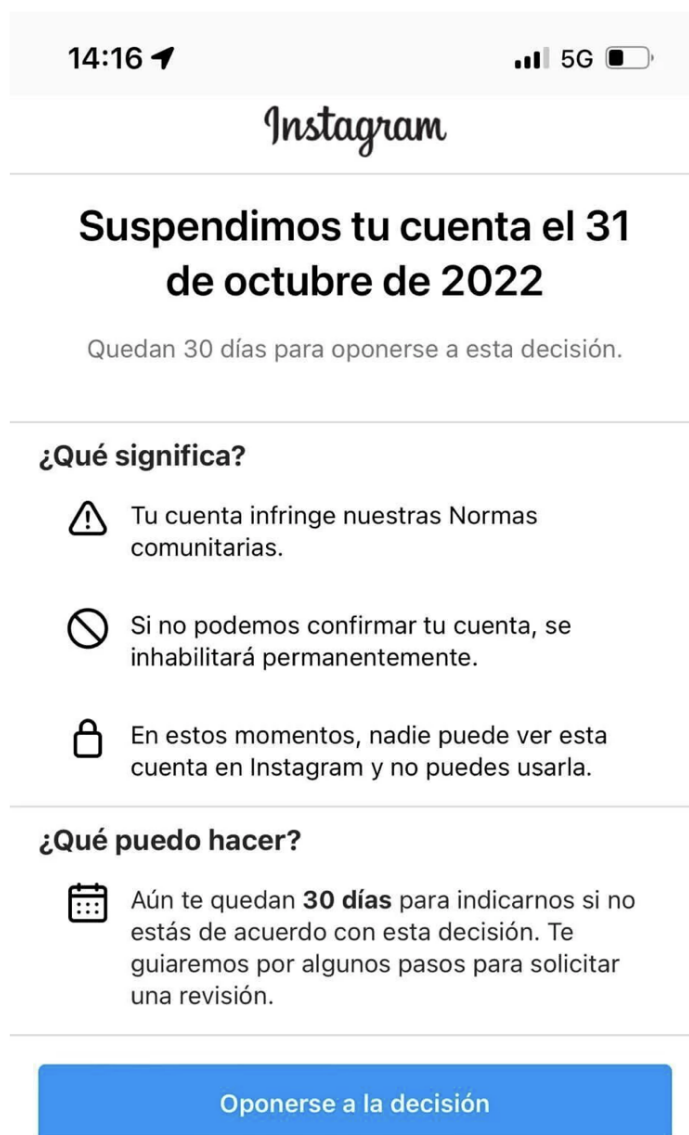 14:16
5G
Instagram
Suspendimos tu cuenta el 31
de octubre de 2022
Quedan 30 días para oponerse a esta decisión.
¿Qué significa?
Tu cuenta infringe nuestras Normas
comunitarias.
Si no podemos confirmar tu cuenta, se
inhabilitará permanentemente.
En estos momentos, nadie puede ver esta
cuenta en Instagram y no puedes usarla.
¿Qué puedo hacer?
Aún te quedan 30 días para indicarnos si no
estás de acuerdo con esta decisión. Te
guiaremos por algunos pasos para solicitar
una revisión.
Oponerse a la decisión